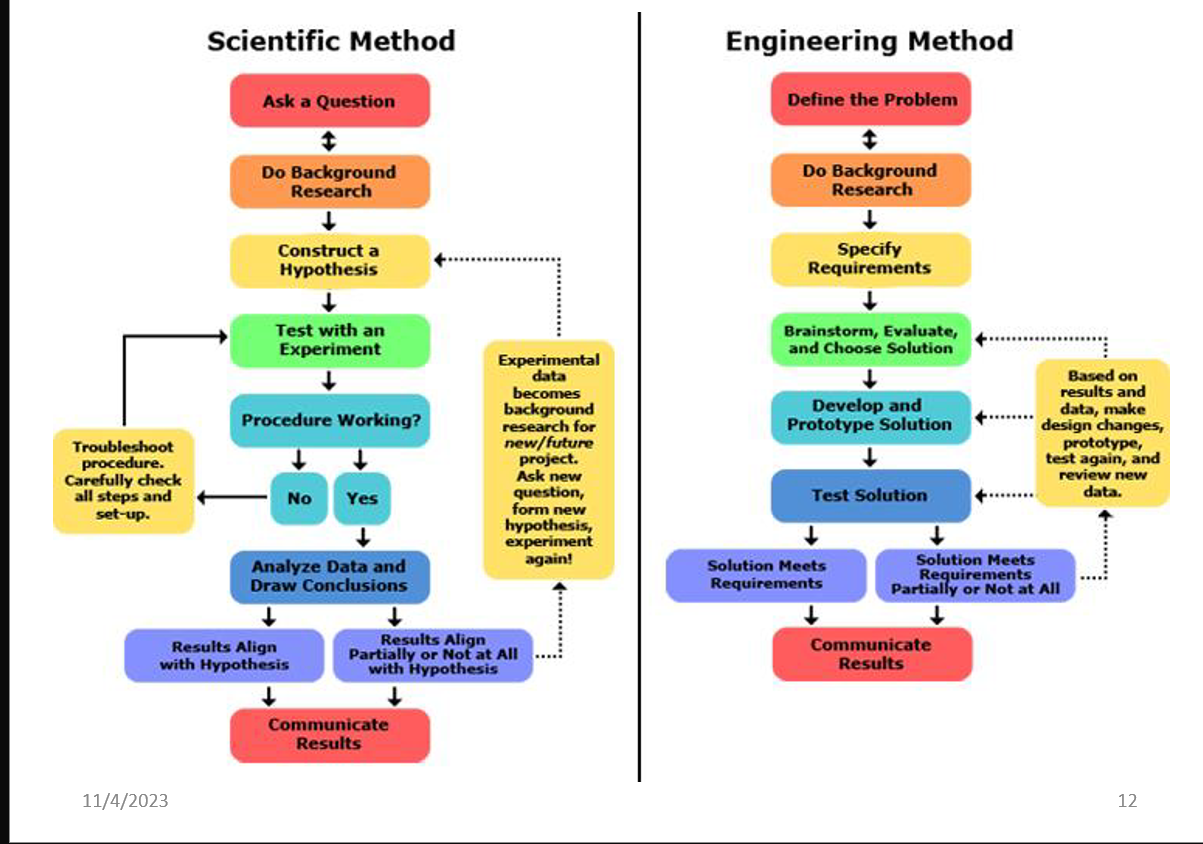 Scientific Method
Ask a Question
Do Background
Research
Construct a
Hypothesis
Test with an
Experiment
Procedure Working?
No
Yes
Troubleshoot
procedure.
Carefully check
all steps and
set-up.
Analyze Data and
Draw Conclusions
Results Align
with Hypothesis
Results Align
Partially or Not at All
with Hypothesis
Communicate
Results
Experimental
data
becomes
background
research for
new/future
project.
Ask new
question,
form new
hypothesis,
experiment
again!
Engineering Method
Define the Problem
Do Background
Research
Specify
Requirements
Brainstorm, Evaluate,
and Choose Solution
Develop and
Prototype Solution
Test Solution
Solution Meets
Requirements
Solution Meets
Requirements
Partially or Not at All
Based on
results and
data, make
design changes,
prototype,
test again, and
review new
data.
Communicate
Results
11/4/2023
12